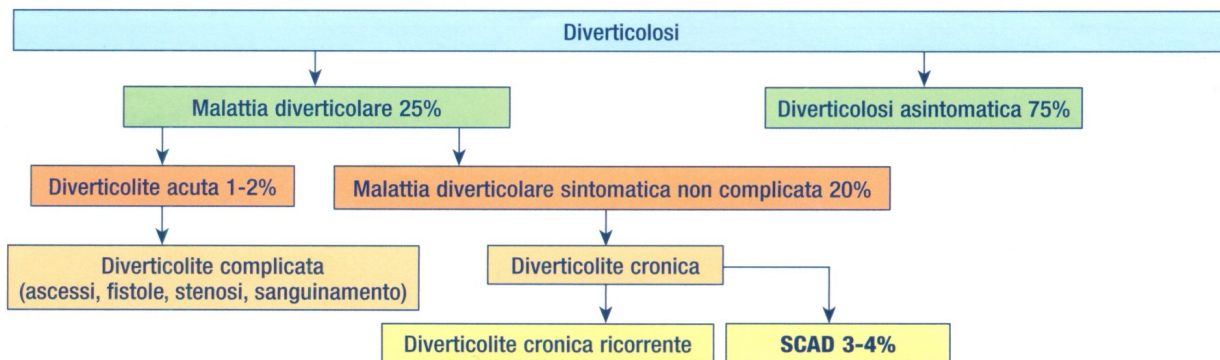 Diverticolosi
Malattia diverticolare 25%
Diverticolosi asintomatica 75%
Diverticolite acuta 1-2%
Malattia diverticolare sintomatica non complicata 20%
Diverticolite complicata
(ascessi, fistole, stenosi, sanguinamento)
Diverticolite cronica
Diverticolite cronica ricorrente
SCAD 3-4%